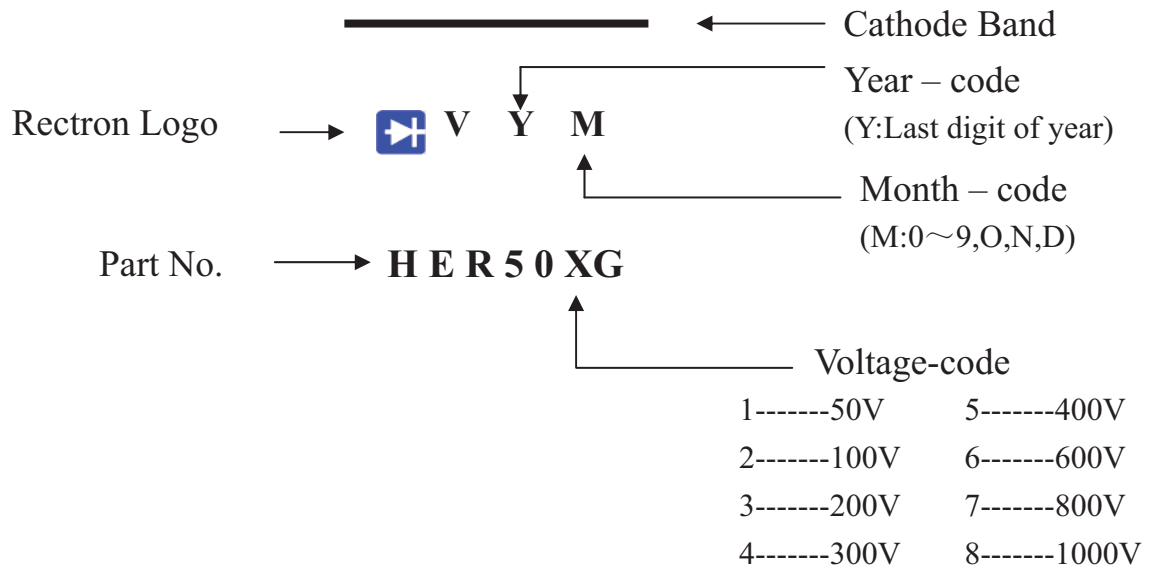 Cathode Band
Year – code
(Y:Last digit of year)
Rectron Logo
V Y M
Month – code
(M:0～9,O,N,D)
Part No.
H E R 5 0 XG
Voltage-code
1-------50V 5-------400V
2-------100V 6-------600V
3-------200V 7-------800V
4-------300V 8-------1000V